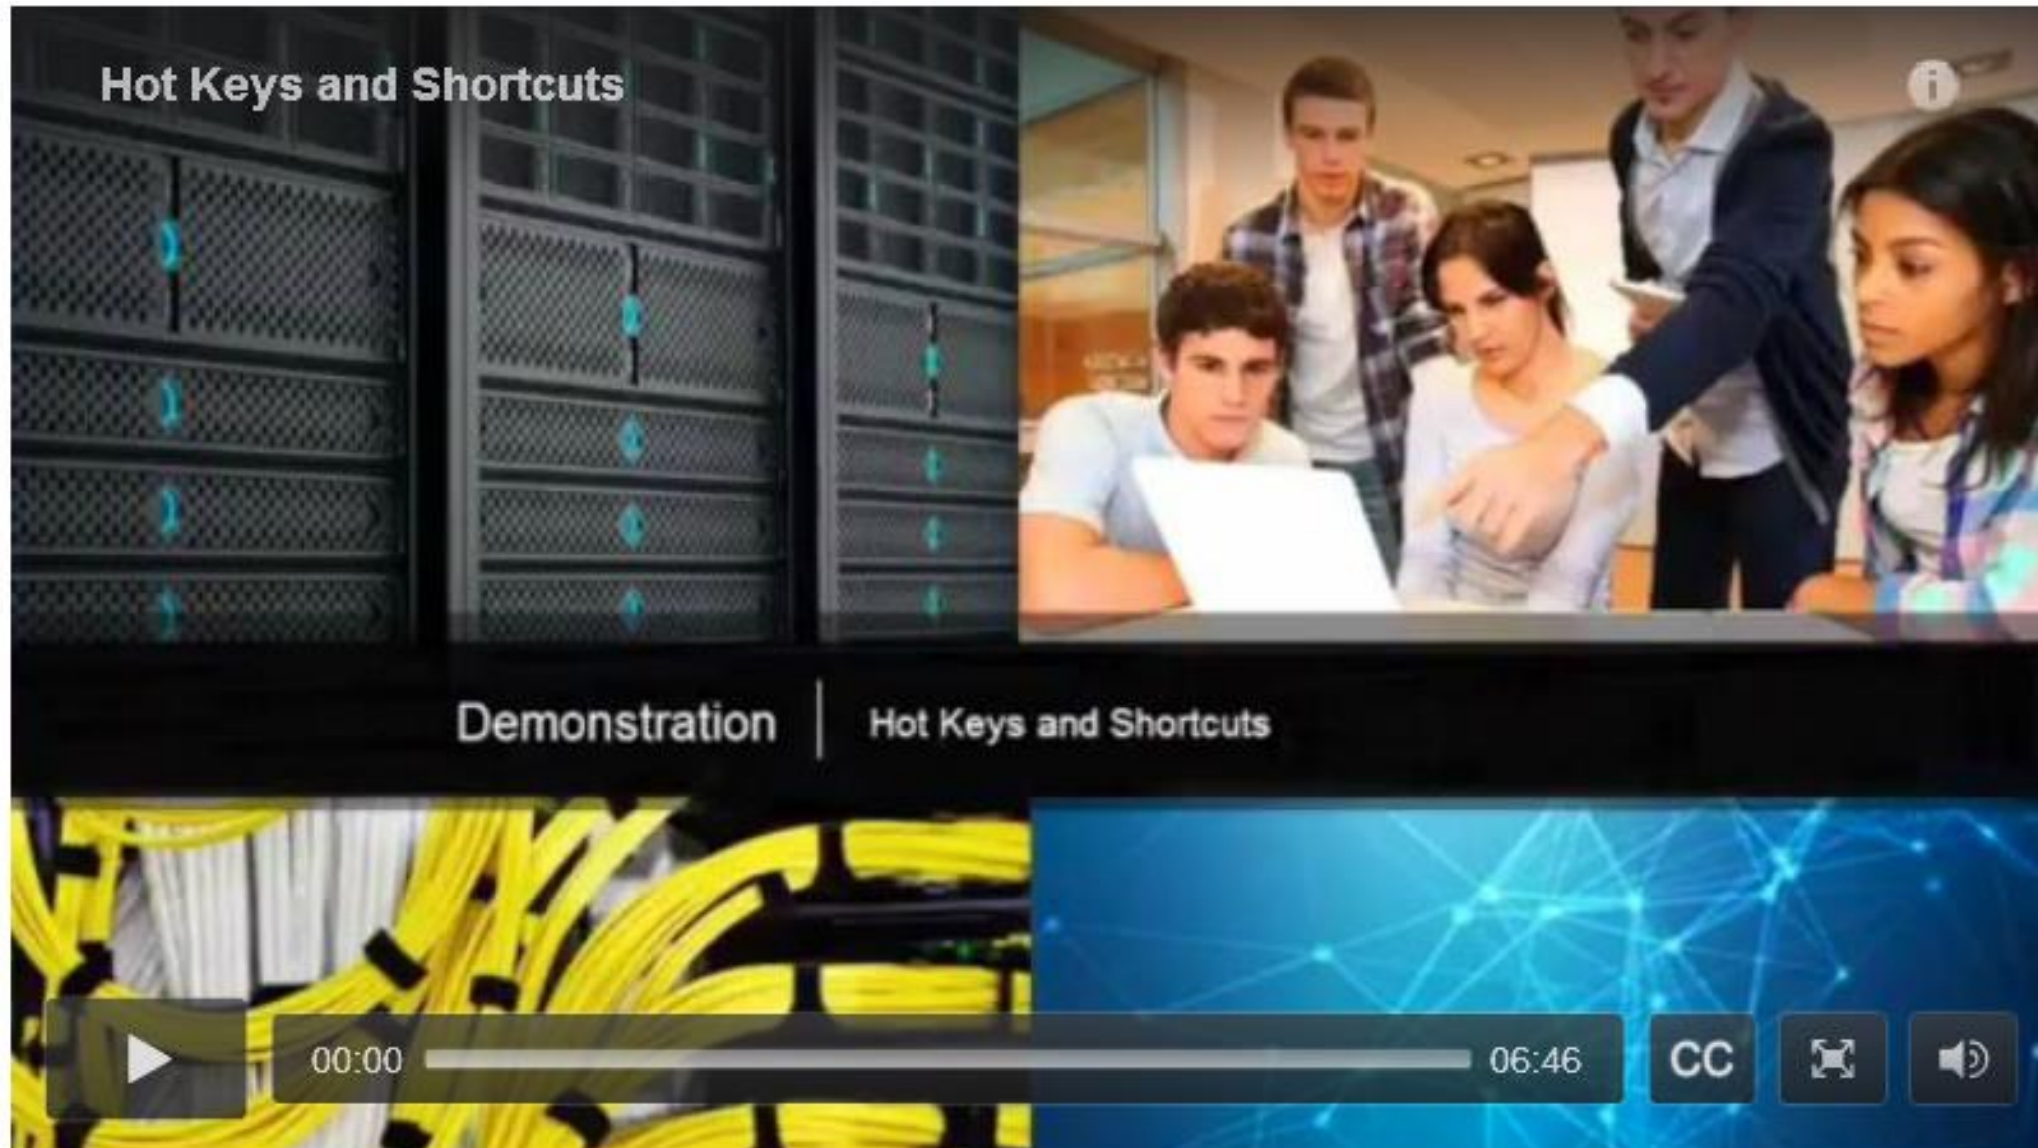 Hot Keys and Shortcuts
i
Demonstration
Hot Keys and Shortcuts
00:00
06:46
CC